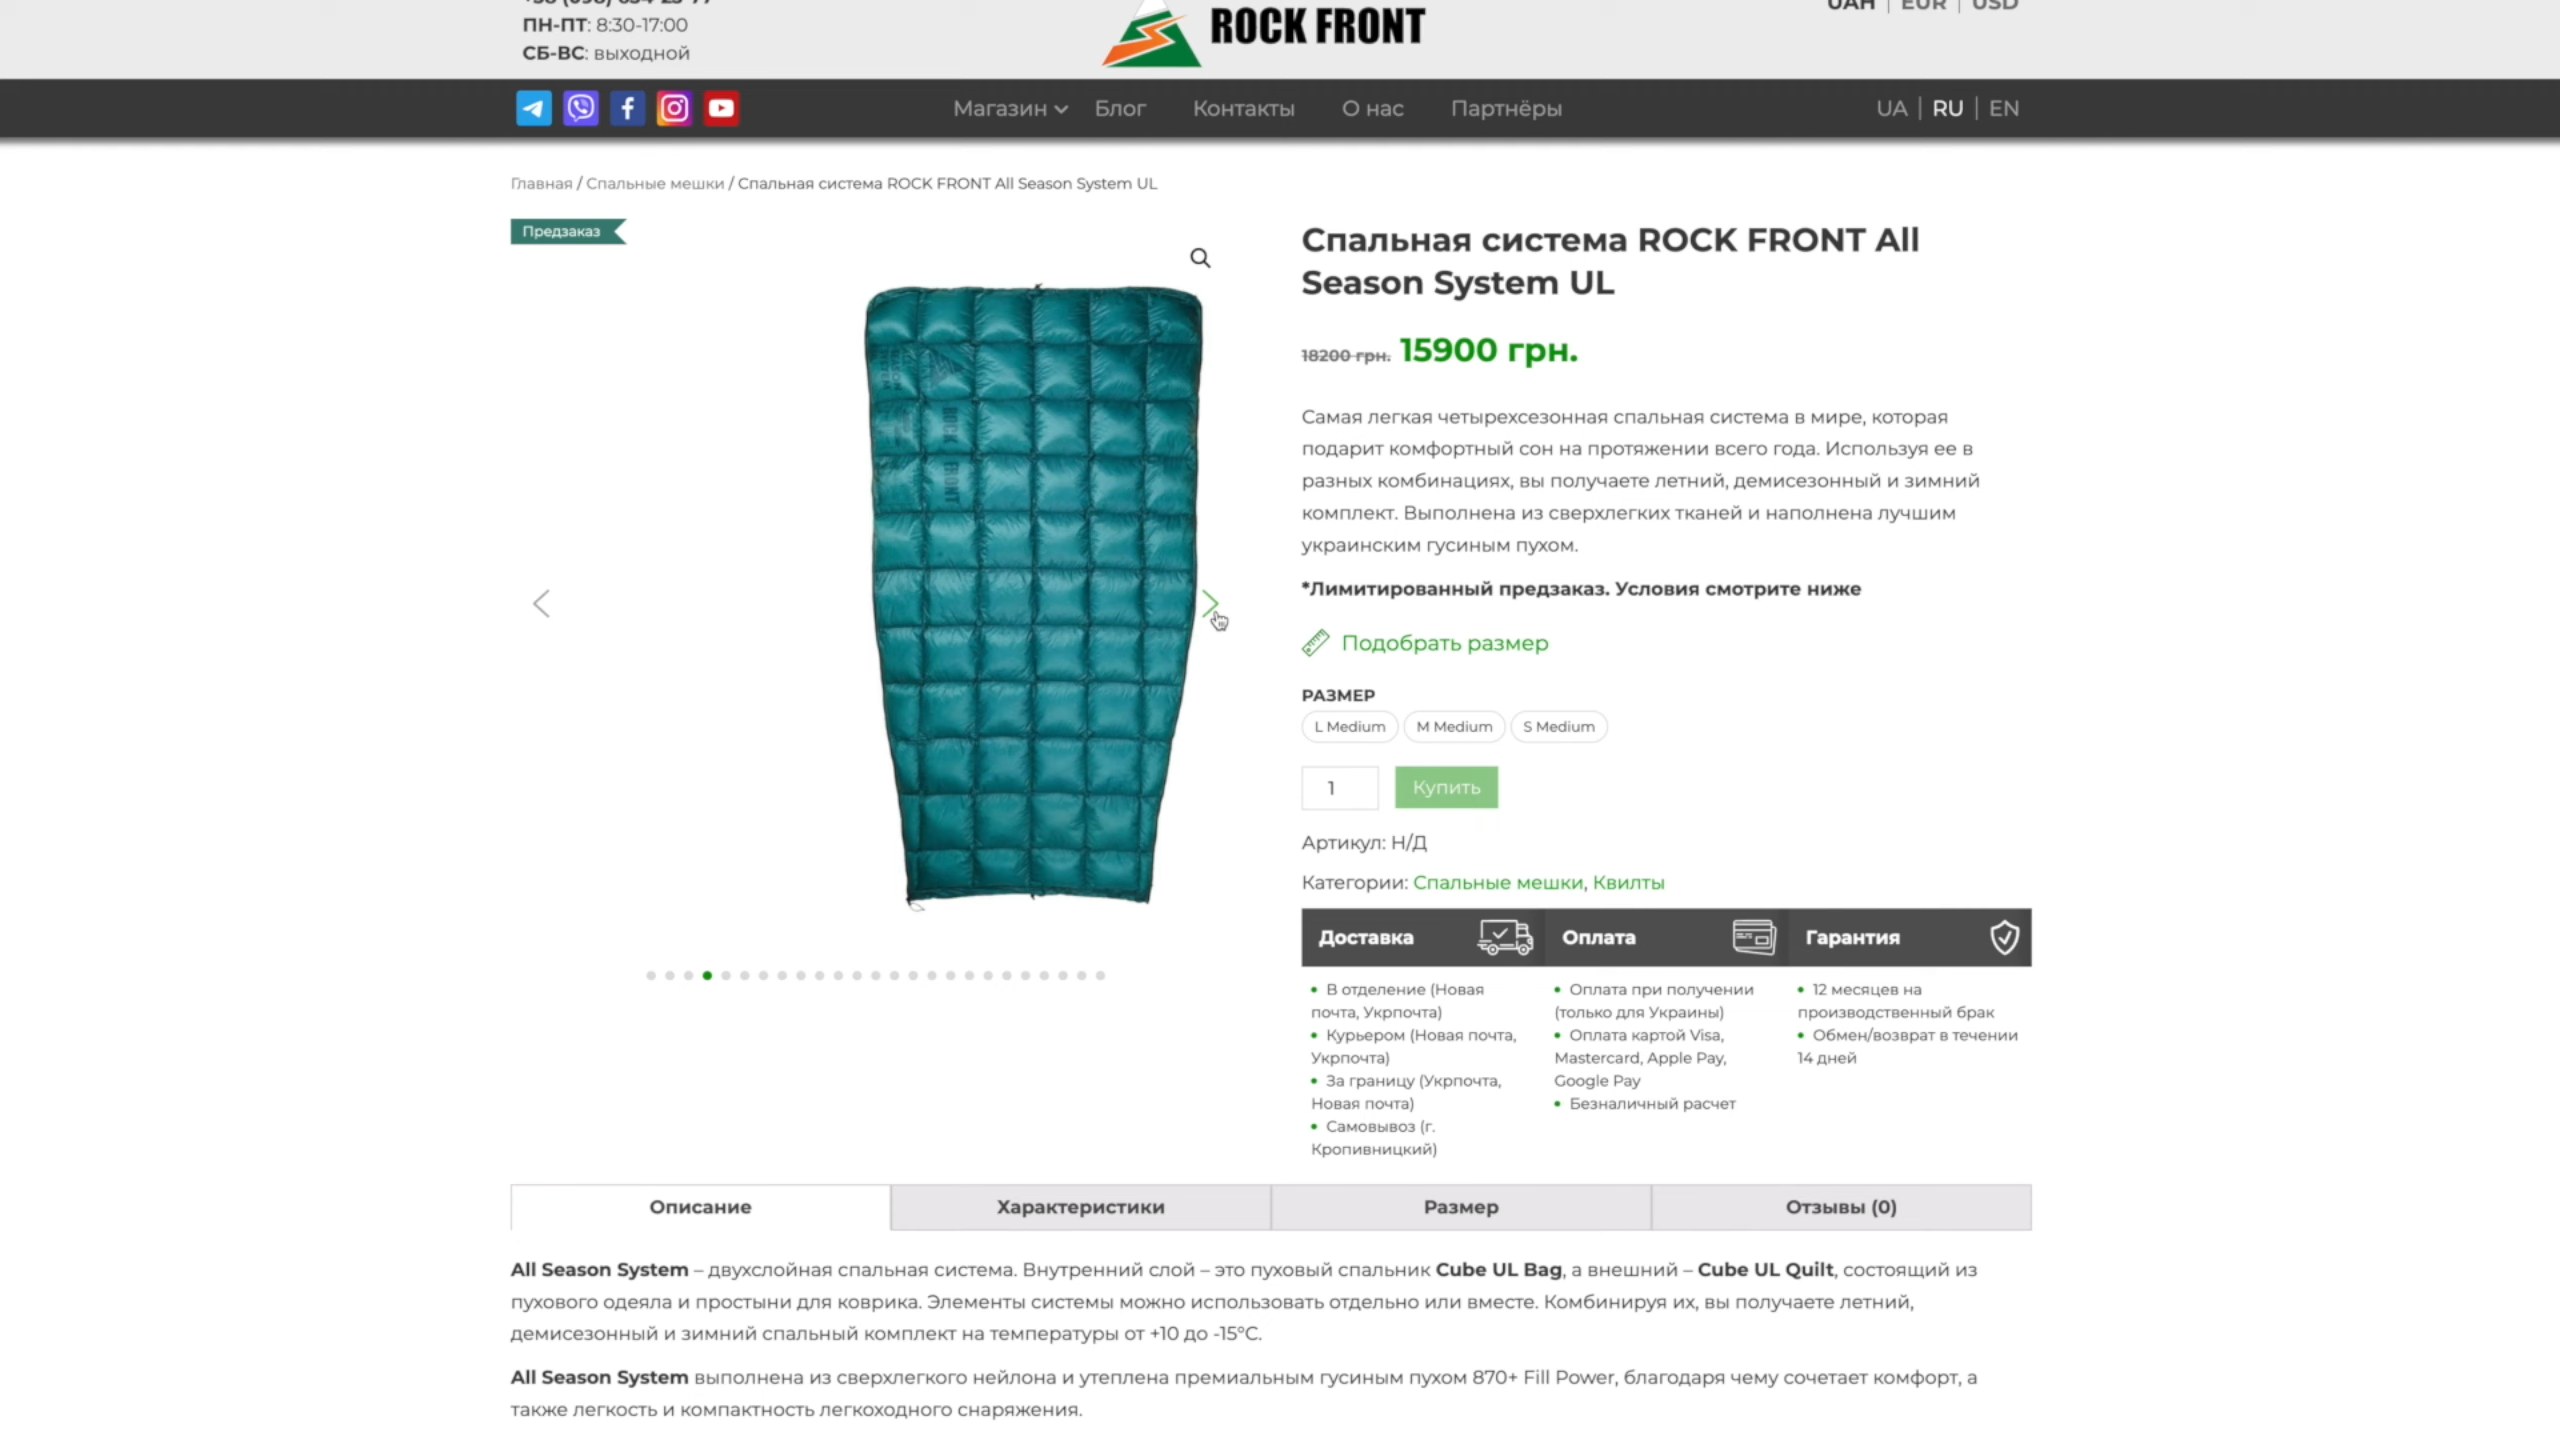 ПН-ПТ: 8:30-17:00
СБ-ВС: выходной
ROCK FRONT
UAH | EUR | USD
Магазин Блог Контакты О нас Партнёры
UA | RU | EN
Главная / Спальные мешки / Спальная система ROCK FRONT All Season System UL
Предзаказ
ROCK FRONT
Спальная система ROCK FRONT All
Season System UL
18200 грн. 15900 грн.
Самая легкая четырехсезонная спальная система в мире, которая
подарит комфортный сон на протяжении всего года. Используя ее в
разных комбинациях, вы получаете летний, демисезонный и зимний
комплект. Выполнена из сверхлегких тканей и наполнена лучшим
украинским гусиным пухом.
*Лимитированный предзаказ. Условия смотрите ниже
Подобрать размер
РАЗМЕР
L Medium M Medium S Medium
1 Купить
Артикул: Н/Д
Категории: Спальные мешки, Квилты
Доставка
• В отделение (Новая
почта, Укрпочта)
• Курьером (Новая почта,
Укрпочта)
• За границу (Укрпочта,
Новая почта)
• Самовывоз (г.
Кропивницкий)
Оплата
• Оплата при получении
(только для Украины)
• Оплата картой Visa,
Mastercard, Apple Pay,
Google Pay
• Безналичный расчет
Гарантия
• 12 месяцев на
производственный брак
• Обмен/возврат в течении
14 дней
Описание Характеристики Размер Отзывы (0)
All Season System – двухслойная спальная система. Внутренний слой – это пуховый спальник Cube UL Bag, а внешний – Cube UL Quilt, состоящий из
пухового одеяла и простыни для коврика. Элементы системы можно использовать отдельно или вместе. Комбинируя их, вы получаете летний,
демисезонный и зимний спальный комплект на температуры от +10 до -15°C.
All Season System выполнена из сверхлегкого нейлона и утеплена премиальным гусиным пухом 870+ Fill Power, благодаря чему сочетает комфорт, а
также легкость и компактность легкоходного снаряжения.